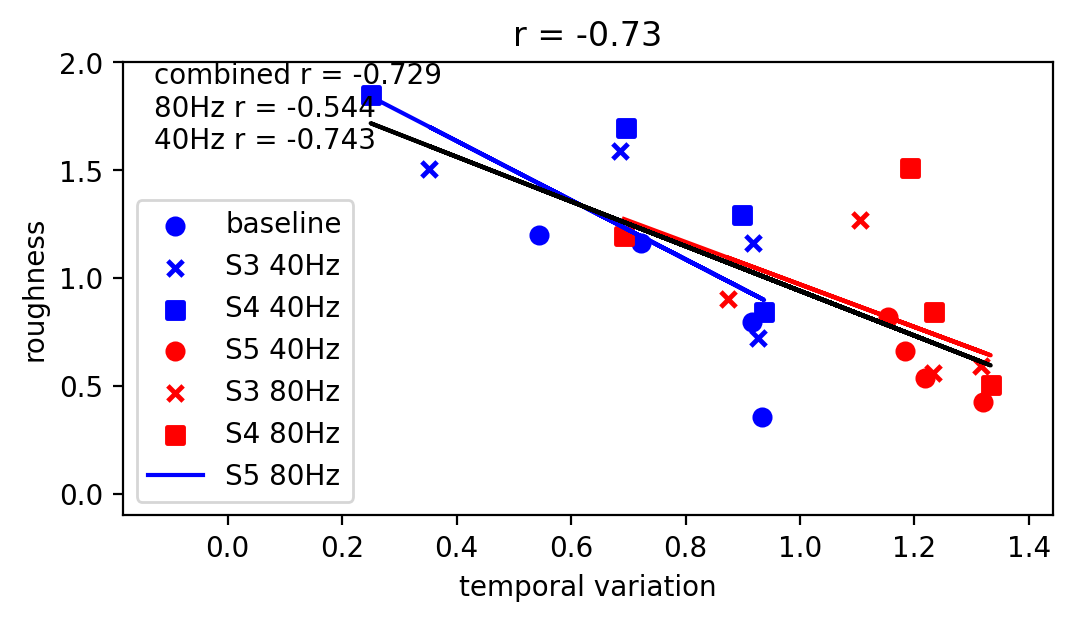 r = -0.73
combined r = -0.729
80Hz r = -0.544
40Hz r = -0.743
roughness
2.0
1.5
1.0
0.5
0.0
baseline
S3 40Hz
S4 40Hz
S5 40Hz
S3 80Hz
S4 80Hz
S5 80Hz
0.0 0.2 0.4 0.6 0.8 1.0 1.2 1.4
temporal variation